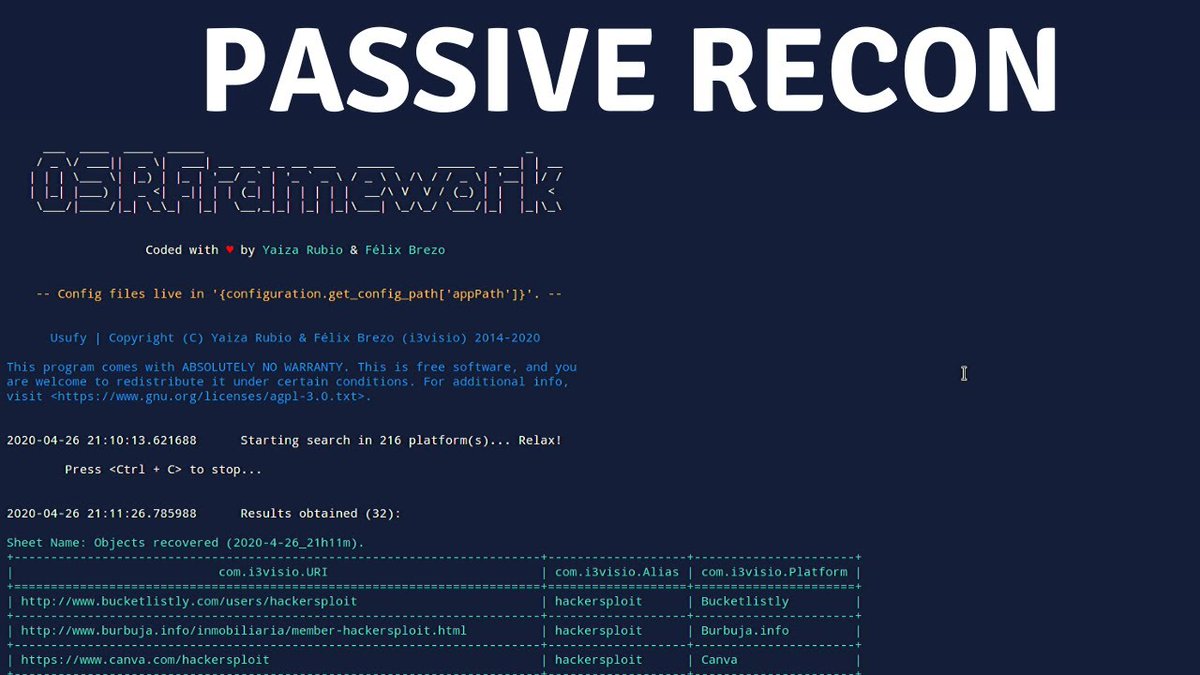 PASSIVE RECON
OSRFramework
Coded with ♥ by Yaiza Rubio & Félix Brezo
-- Config files live in '{configuration.get_config_path['appPath']}'. --
Usufy | Copyright (C) Yaiza Rubio & Félix Brezo (i3visio) 2014-2020
This program comes with ABSOLUTELY NO WARRANTY. This is free software, and you
are welcome to redistribute it under certain conditions. For additional info,
visit <https://www.gnu.org/licenses/agpl-3.0.txt>.
2020-04-26 21:10:13.621688 Starting search in 216 platform(s)... Relax!
Press <Ctrl + C> to stop...
2020-04-26 21:11:26.785988 Results obtained (32):
Sheet Name: Objects recovered (2020-4-26_21h11m).
| com.i3visio.URI | com.i3visio.Alias | com.i3visio.Platform |
| http://www.bucketlistly.com/users/hackersploit | hackersploit | Bucketlistly |
| http://www.burbuja.info/inmobiliaria/member-hackersploit.html | hackersploit | Burbuja.info |
| https://www.canva.com/hackersploit | hackersploit | Canva |